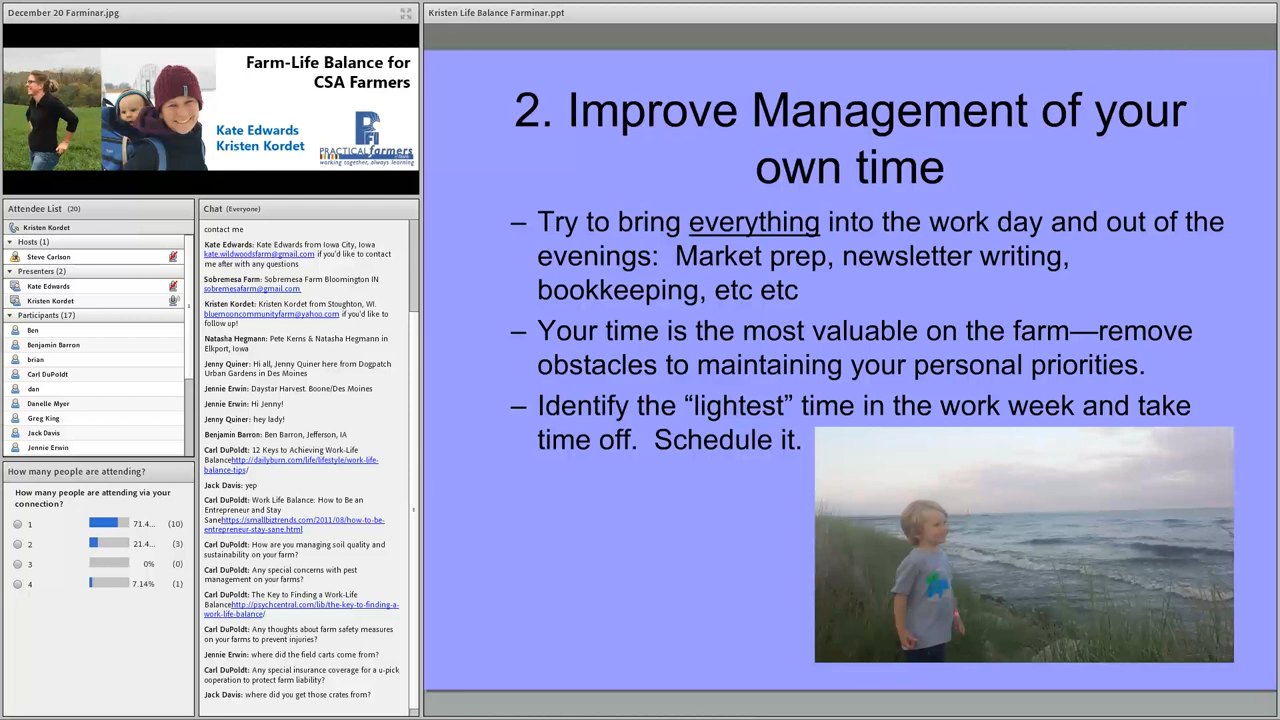 December 20 Farminar.jpg
Farm-Life Balance for
CSA Farmers
Kate Edwards
Kristen Kordet
PFI
PRACTICAL farmers
working together, always learning
Attendee List (20)
Kristen Kordet
Hosts (1)
Steve Carlson
Presenters (2)
Kate Edwards
Kristen Kordet
Participants (17)
Ben
Benjamin Barron
brian
Carl DuPoldt
dan
Danelle Myer
Greg King
Jack Davis
Jennie Erwin
How many people are attending?
How many people are attending via your
connection?
1 71.4... (10)
2 21.4... (3)
3 0% (0)
4 7.14% (1)
Chat (Everyone)
contact me
Kate Edwards: Kate Edwards from Iowa City, Iowa
kate.wildwoodsfarm@gmail.com if you'd like to contact
me after with any questions
Sobremesa Farm: Sobremesa Farm Bloomington IN
sobremesafarm@gmail.com
Kristen Kordet: Kristen Kordet from Stoughton, WI.
bluemooncommunityfarm@yahoo.com if you'd like to
follow up!
Natasha Hegmann: Pete Kerns & Natasha Hegmann in
Elkport, Iowa
Jenny Quiner: Hi all, Jenny Quiner here from Dogpatch
Urban Gardens in Des Moines
Jennie Erwin: Daystar Harvest. Boone/Des Moines
Jennie Erwin: Hi Jenny!
Jenny Quiner: hey lady!
Benjamin Barron: Ben Barron, Jefferson, IA
Carl DuPoldt: 12 Keys to Achieving Work-Life
Balancehttp://dailyburn.com/life/lifestyle/work-life-
balance-tips/
Jack Davis: yep
Carl DuPoldt: Work Life Balance: How to Be an
Entrepreneur and Stay
Sanehttps://smallbiztrends.com/2011/08/how-to-be-
entrepreneur-stay-sane.html
Carl DuPoldt: How are you managing soil quality and
sustainability on your farm?
Carl DuPoldt: Any special concerns with pest
management on your farms?
Carl DuPoldt: The Key to Finding a Work-Life
Balancehttp://psychcentral.com/lib/the-key-to-finding-a-
work-life-balance/
Carl DuPoldt: Any thoughts about farm safety measures
on your farms to prevent injuries?
Jennie Erwin: where did the field carts come from?
Carl DuPoldt: Any special insurance coverage for a u-pick
ooperation to protect farm liability?
Jack Davis: where did you get those crates from?
Kristen Life Balance Farminar.ppt
2. Improve Management of your
own time
– Try to bring everything into the work day and out of the
evenings: Market prep, newsletter writing,
bookkeeping, etc etc
– Your time is the most valuable on the farm—remove
obstacles to maintaining your personal priorities.
– Identify the “lightest” time in the work week and take
time off. Schedule it.